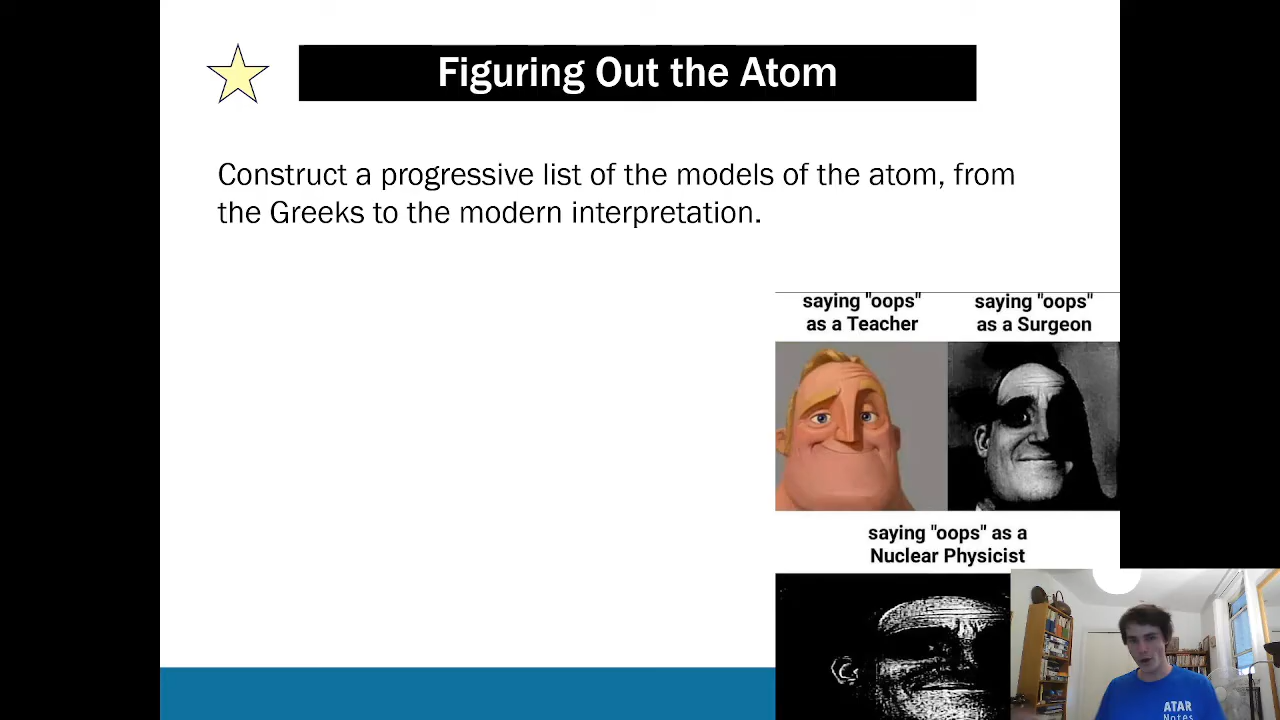 Figuring Out the Atom
Construct a progressive list of the models of the atom, from
the Greeks to the modern interpretation.
saying "oops"
as a Teacher
saying "oops"
as a Surgeon
saying "oops" as a
Nuclear Physicist
ATAR
Notes